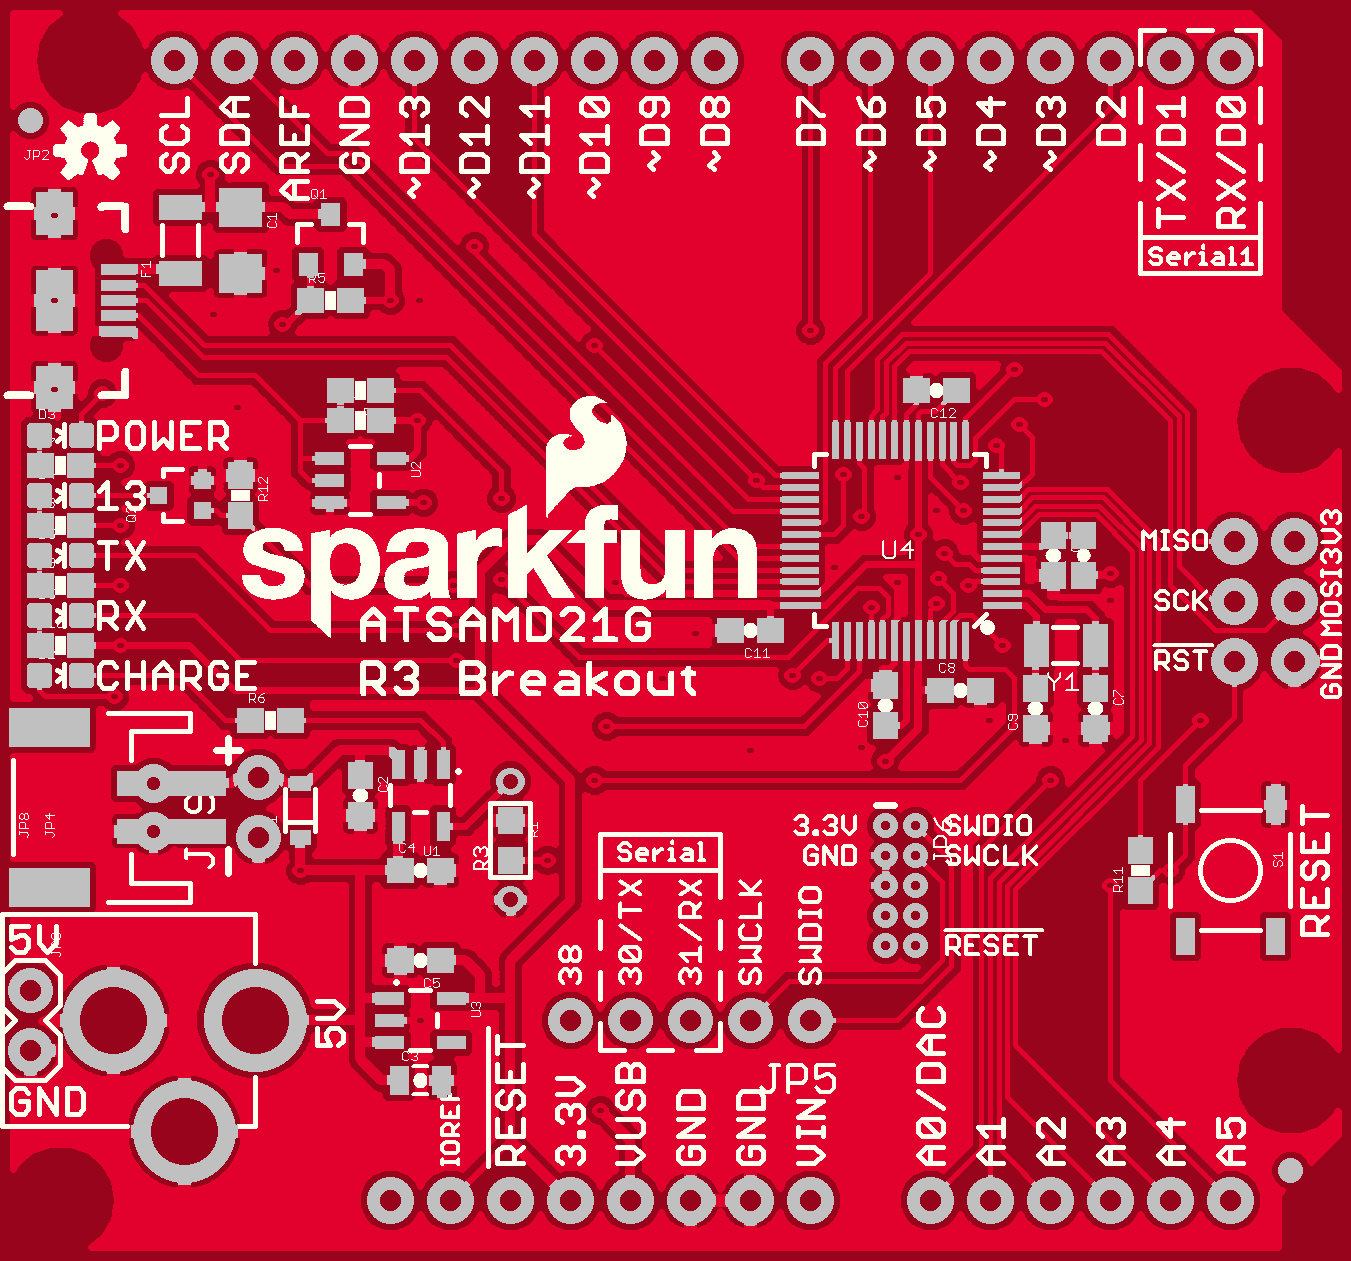 SCL
SDA
AREF
GND
~D13
~D12
~D11
~D10
~D9
~D8
D7
~D6
~D5
~D4
~D3
D2
TX/D1
RX/D0
Serial1
JP2
Q1
C1
F1
R5
D3
POWER
13
TX
RX
CHARGE
R12
U2
C12
U4
sparkfun
ATSAMD21G
R3 Breakout
C11
C8
C10
C9
C7
Y1
MISO
SCK
RST
3V3
MOSI
GND
R6
C2
C4
U1
R3
R1
JP8
JP4
J9
+
-
3.3V
GND
SWDIO
SWCLK
JP6
RESET
R11
S1
RESET
Serial
38
30/TX
31/RX
SWCLK
SWDIO
5V
GND
5V
C5
U3
C3
IOREF
RESET
3.3V
VUSB
GND
GND
VIN
JP5
A0/DAC
A1
A2
A3
A4
A5